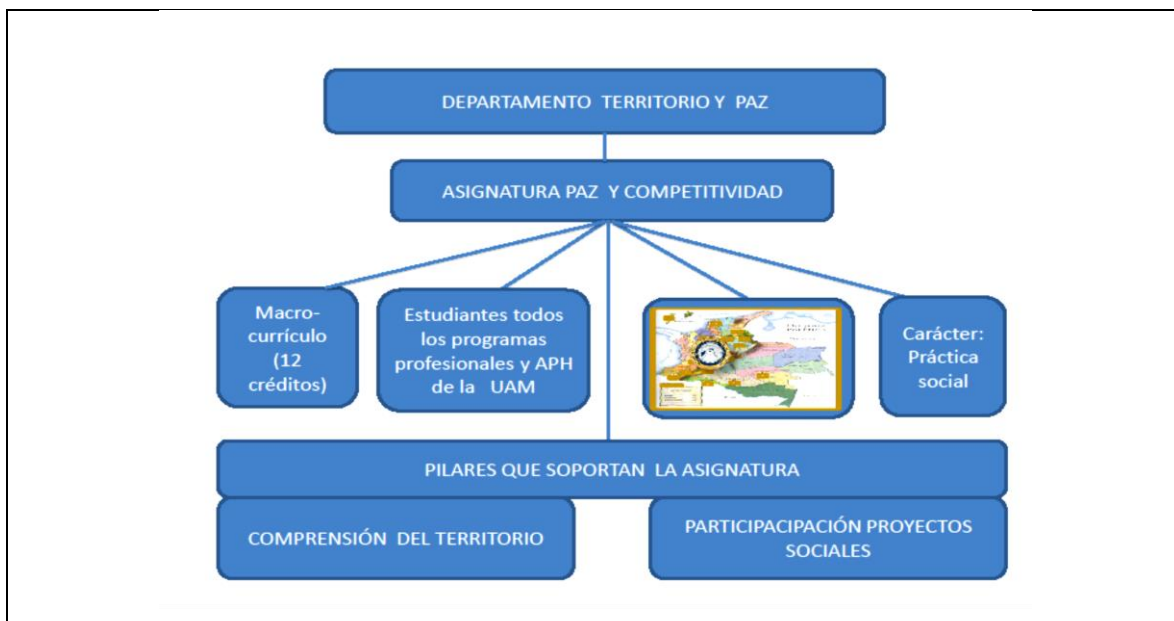 DEPARTAMENTO TERRITORIO Y PAZ
ASIGNATURA PAZ Y COMPETITIVIDAD
Macro-
currículo
(12
créditos)
Estudiantes todos
los programas
profesionales y APH
de la UAM
Carácter:
Práctica
social
PILARES QUE SOPORTAN LA ASIGNATURA
COMPRENSIÓN DEL TERRITORIO
PARTICIPACIPACIÓN PROYECTOS
SOCIALES